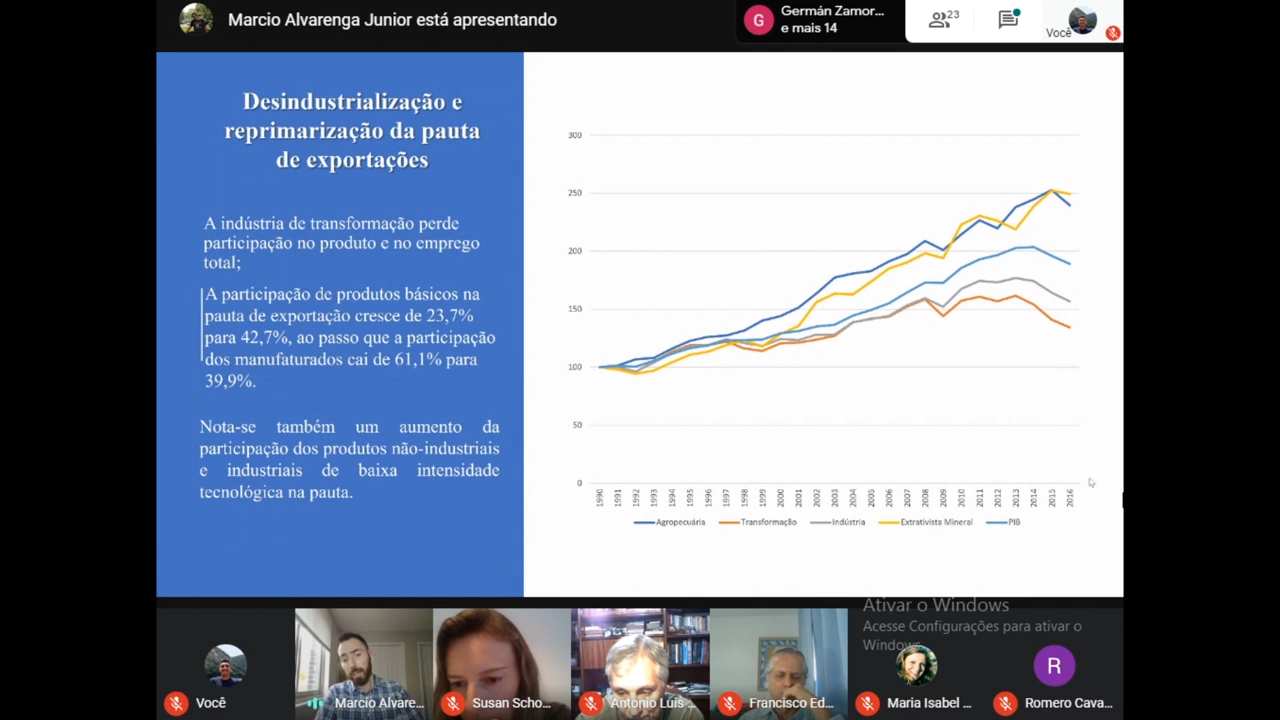 Marcio Alvarenga Junior está apresentando
G
Germán Zamor...
e mais 14
23
Você
Desindustrialização e
reprimarização da pauta
de exportações
A indústria de transformação perde
participação no produto e no emprego
total;
A participação de produtos básicos na
pauta de exportação cresce de 23,7%
para 42,7%, ao passo que a participação
dos manufaturados cai de 61,1% para
39,9%.
Nota-se também um aumento da
participação dos produtos não-industriais
e industriais de baixa intensidade
tecnológica na pauta.
300
250
200
150
100
50
0
1990 1991 1992 1993 1994 1995 1996 1997 1998 1999 2000 2001 2002 2003 2004 2005 2006 2007 2008 2009 2010 2011 2012 2013 2014 2015 2016
Agropecuária Transformação Indústria Extrativista Mineral PIB
Ativar o Windows
Acesse Configurações para ativar o
Windows.
R
Você
Marcio Alvare...
Susan Scho...
Antônio Luís ...
Francisco Ed...
Maria Isabel ...
Romero Cava...